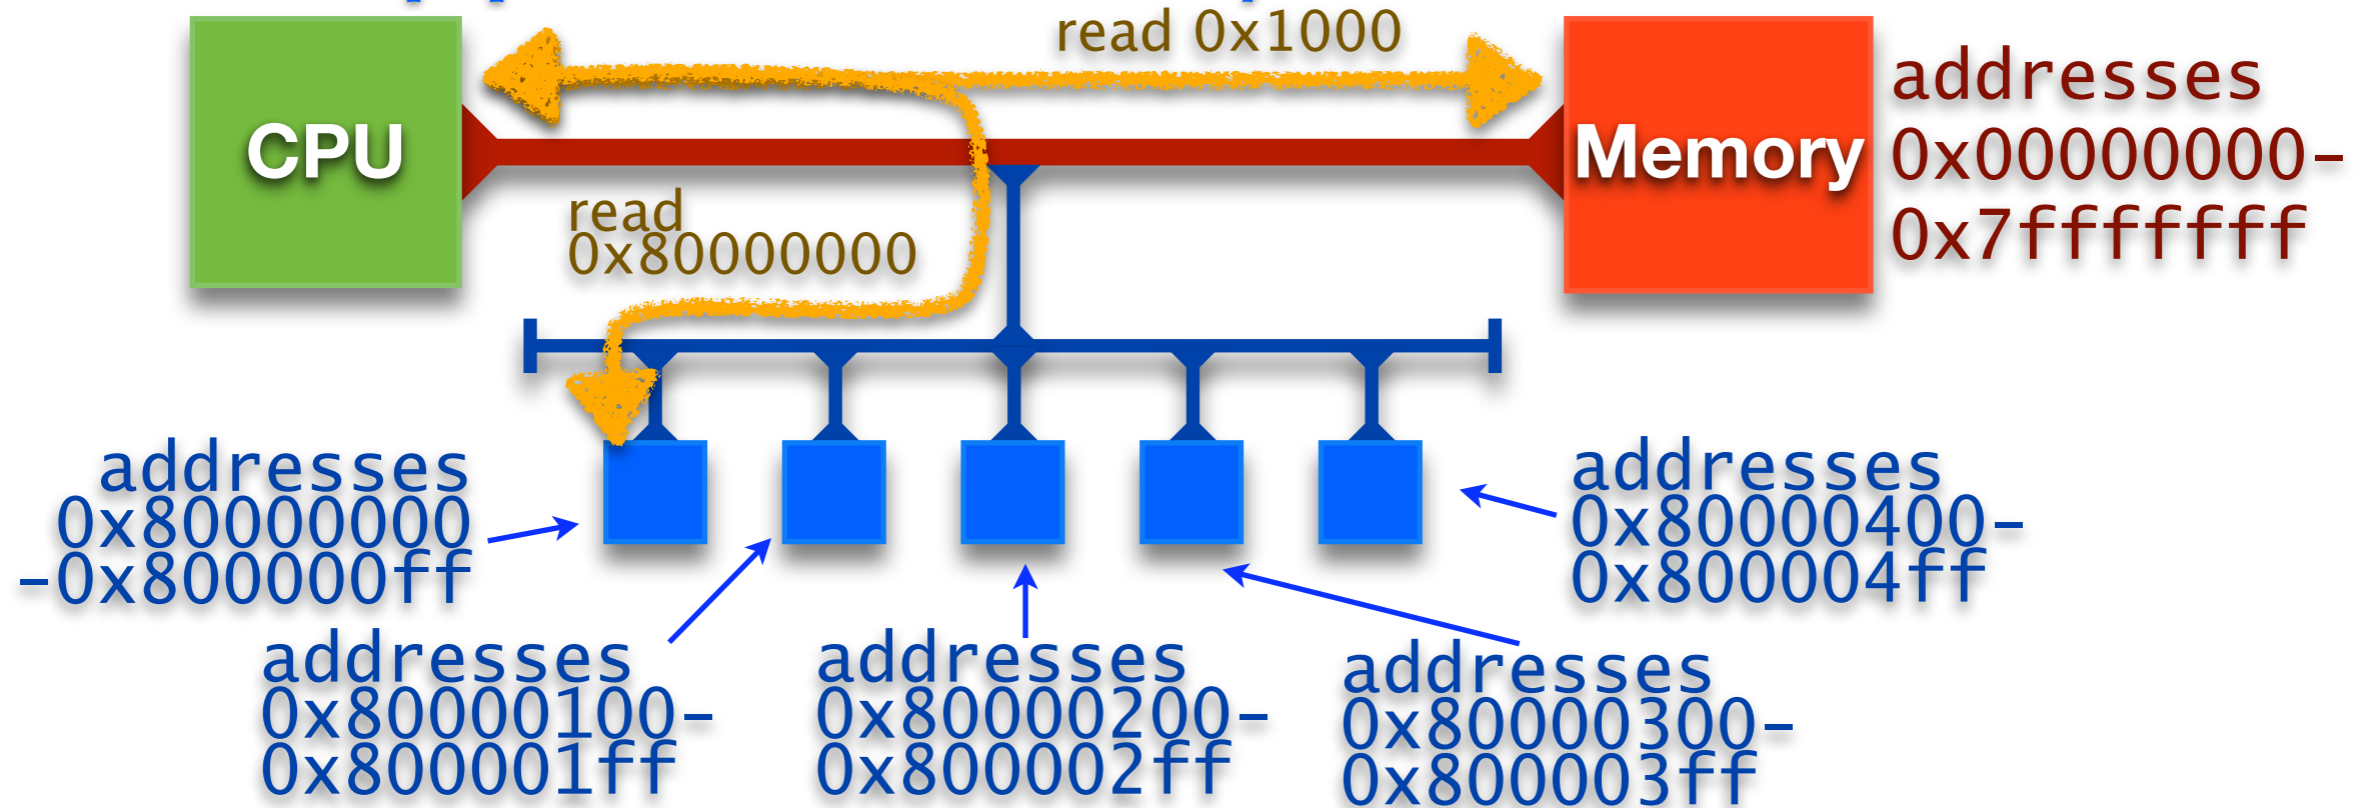 read 0x1000
CPU
Memory
addresses
0x00000000-
0x7fffffff
read
0x80000000
addresses
0x80000000
-0x800000ff
addresses
0x80000100-
0x800001ff
addresses
0x80000200-
0x800002ff
addresses
0x80000300-
0x800003ff
addresses
0x80000400-
0x800004ff